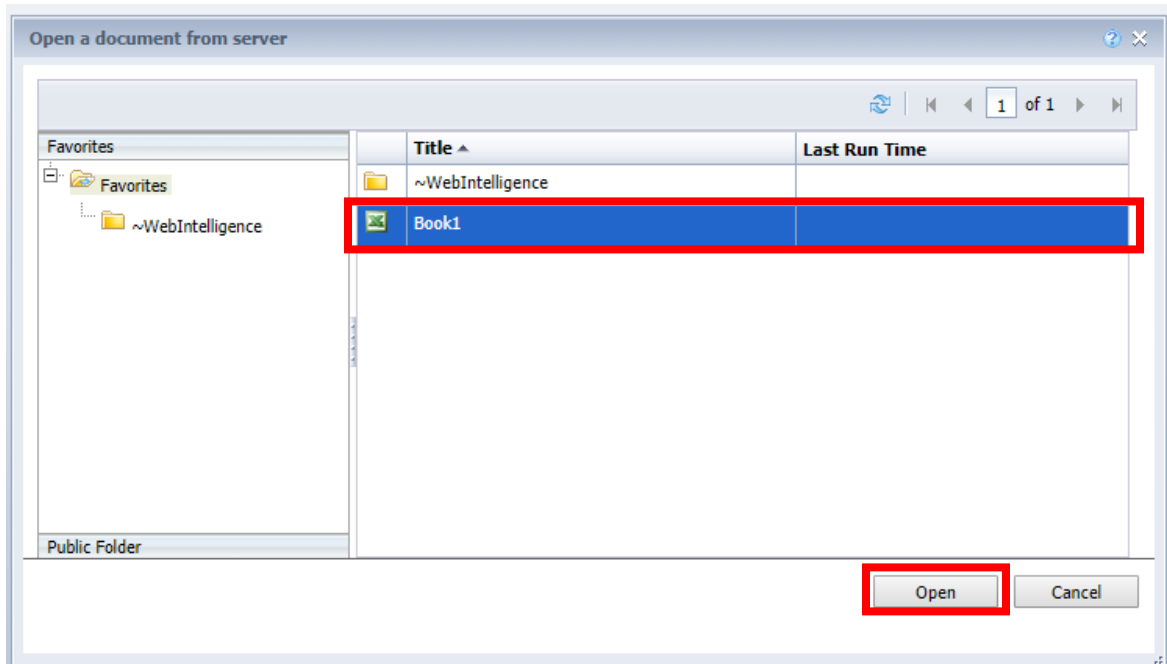 Open a document from server
1 of 1
Favorites
Title
Last Run Time
Favorites
~WebIntelligence
~WebIntelligence
Book1
Public Folder
Open
Cancel